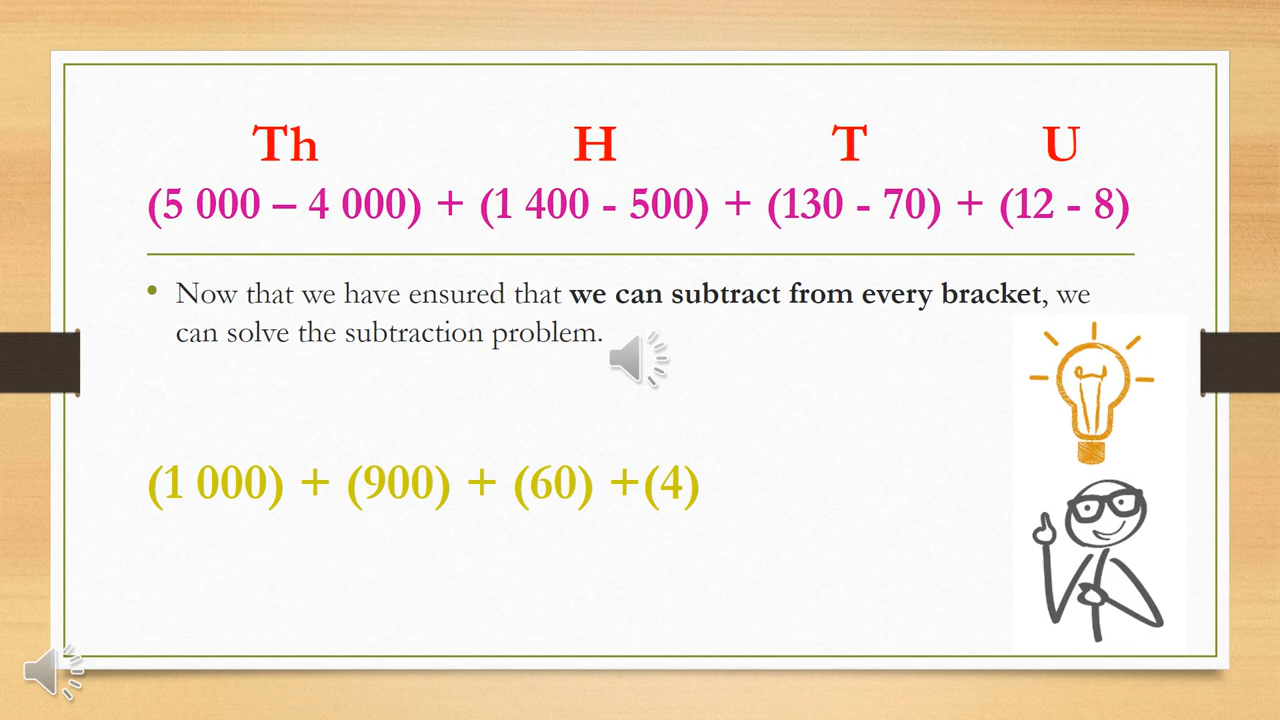 Th H T U
(5 000 – 4 000) + (1 400 - 500) + (130 - 70) + (12 - 8)
• Now that we have ensured that we can subtract from every bracket, we
can solve the subtraction problem.
(1 000) + (900) + (60) +(4)